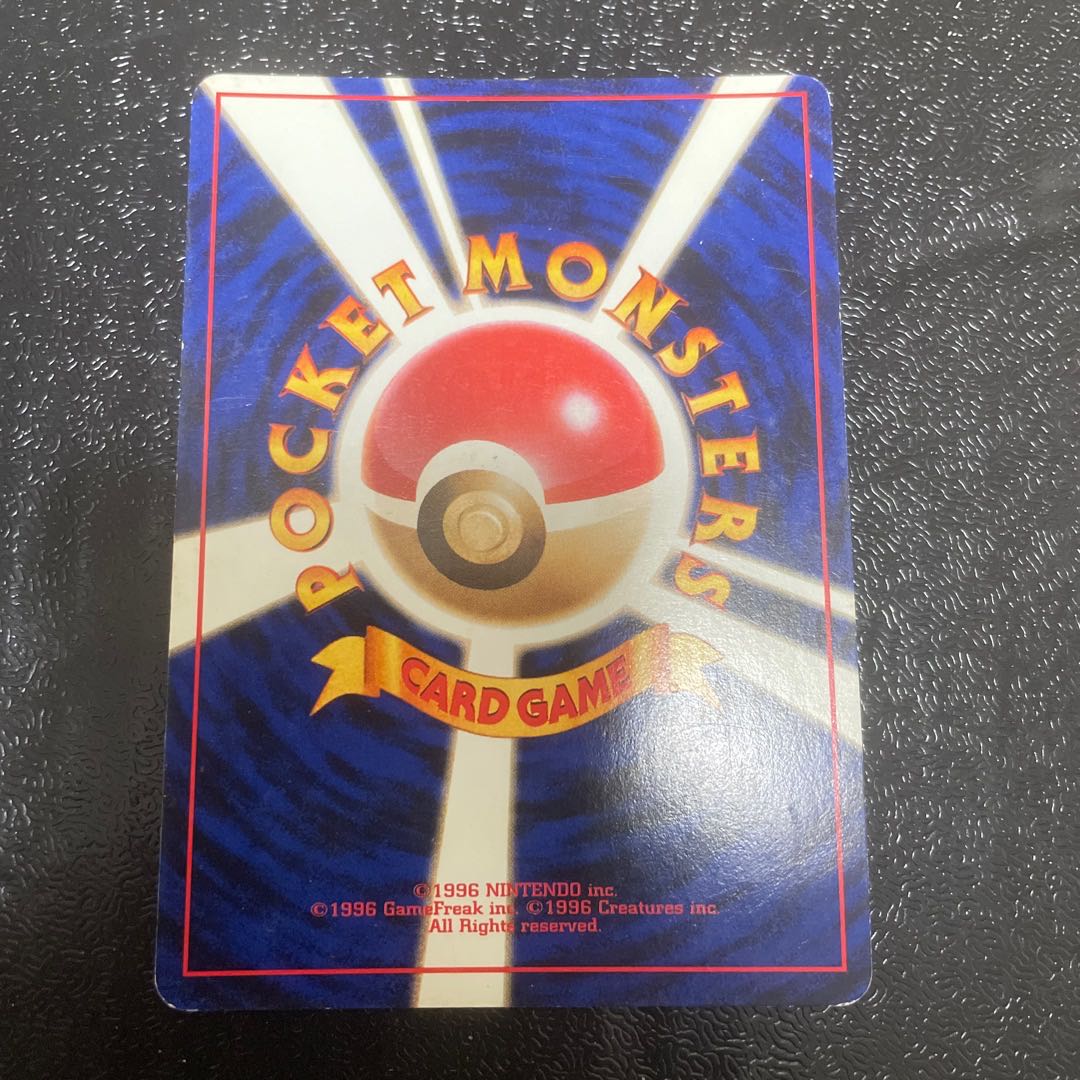 POCKET MONSTERS
CARD GAME
©1996 NINTENDO inc.
©1996 GameFreak inc. ©1996 Creatures inc.
All Rights reserved.